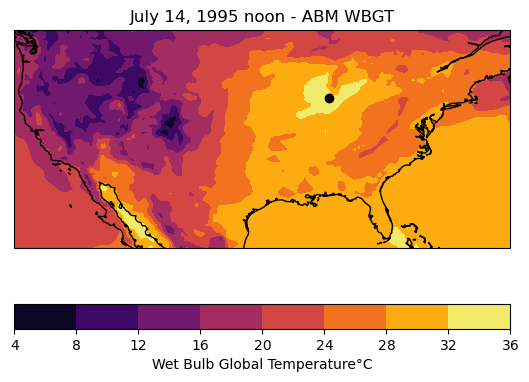 July 14, 1995 noon - ABM WBGT
4 8 12 16 20 24 28 32 36
Wet Bulb Global Temperature°C